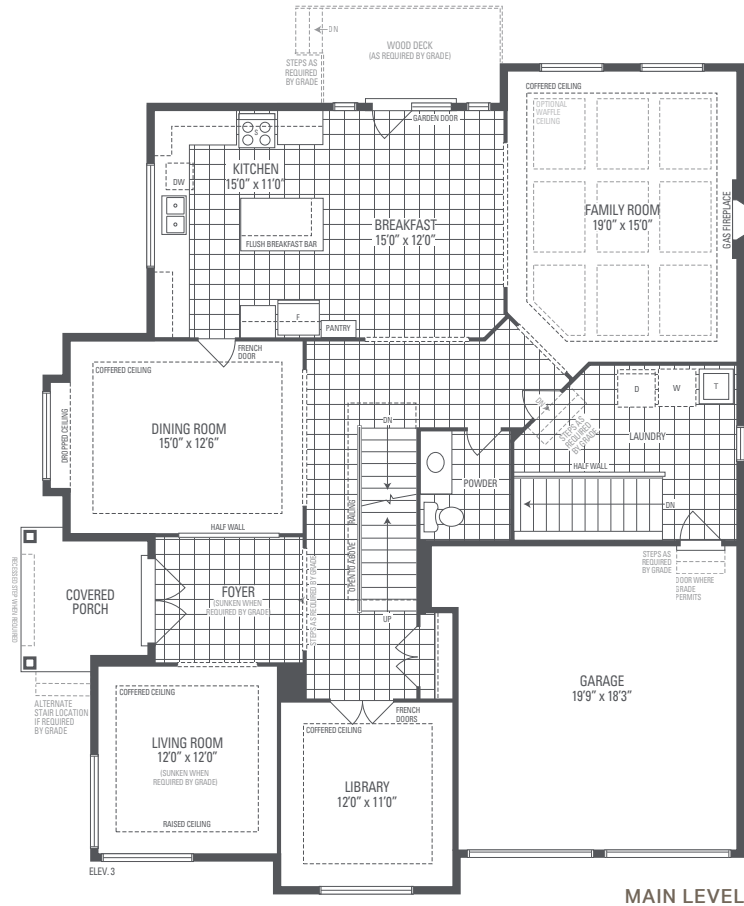 DN
WOOD DECK
(AS REQUIRED BY GRADE)
STEPS AS
REQUIRED
BY GRADE
COFFERED CEILING
OPTIONAL
WAFFLE
CEILING
GARDEN DOOR
S
KITCHEN
15'0" x 11'0"
DW
FLUSH BREAKFAST BAR
BREAKFAST
15'0" x 12'0"
FAMILY ROOM
19'0" x 15'0"
GAS FIREPLACE
F
PANTRY
FRENCH
DOOR
COFFERED CEILING
DROPPED CEILING
DINING ROOM
15'0" x 12'6"
HALF WALL
DN
RAILING
OPEN TO ABOVE
UP
DN
STEPS AS
REQUIRED
BY GRADE
D
W
T
LAUNDRY
HALF WALL
DN
POWDER
STEPS AS
REQUIRED
BY GRADE
DOOR WHERE
GRADE
PERMITS
RECESSED STEP WHEN REQUIRED
COVERED
PORCH
FOYER
(SUNKEN WHEN
REQUIRED BY GRADE)
STEPS AS REQUIRED BY GRADE
ALTERNATE
STAIR LOCATION
IF REQUIRED
BY GRADE
COFFERED CEILING
LIVING ROOM
12'0" x 12'0"
(SUNKEN WHEN
REQUIRED BY GRADE)
RAISED CEILING
FRENCH
DOORS
COFFERED CEILING
LIBRARY
12'0" x 11'0"
GARAGE
19'9" x 18'3"
ELEV. 3
MAIN LEVEL